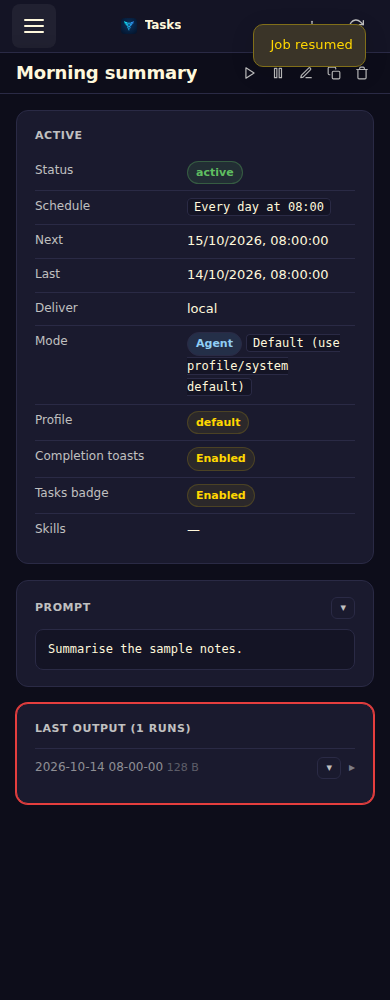 Tasks
Job resumed
Morning summary
ACTIVE
Status active
Schedule Every day at 08:00
Next 15/10/2026, 08:00:00
Last 14/10/2026, 08:00:00
Deliver local
Mode Agent Default (use
profile/system
default)
Profile default
Completion toasts Enabled
Tasks badge Enabled
Skills —
PROMPT
Summarise the sample notes.
LAST OUTPUT (1 RUNS)
2026-10-14 08-00-00 128 B